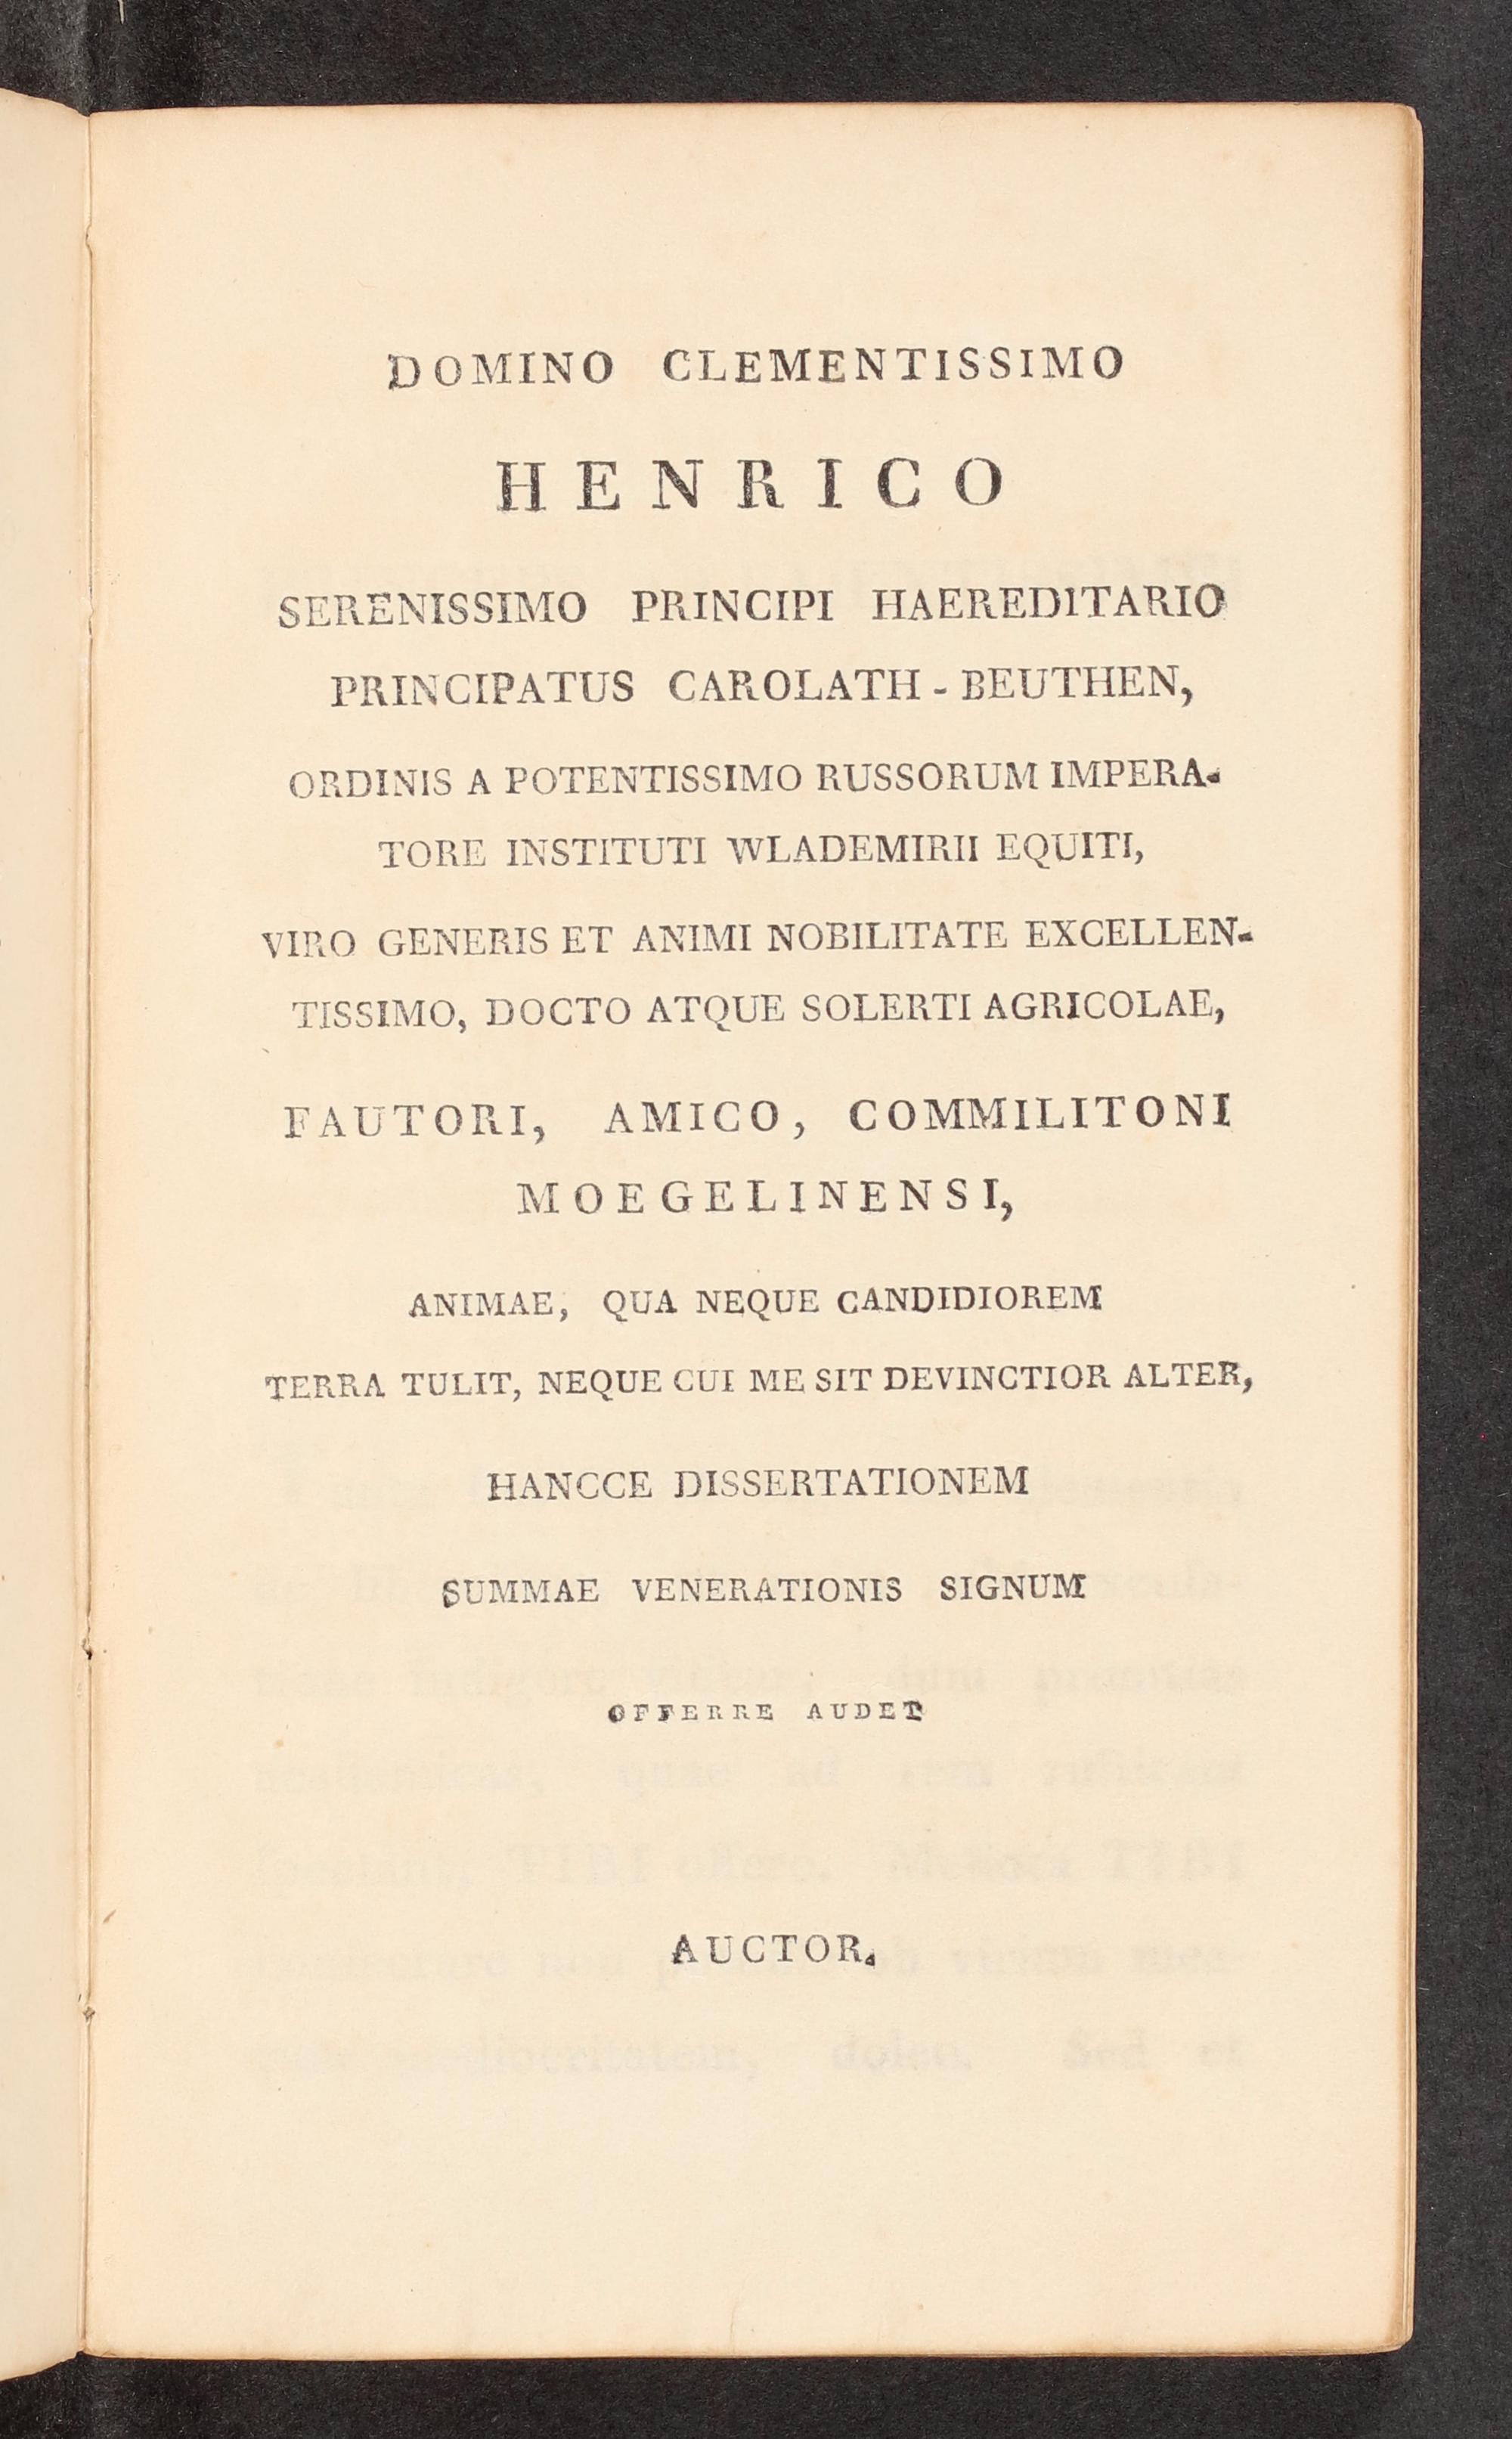 DOMINO CLEMENTISSIMO
HENRICO
SERENISSIMO PRINCIPI HAEREDITARIO
PRINCIPATUS CAROLATH-BEUTHEN,
ORDINIS A POTENTISSIMO RUSSORUM IMPERA-
TORE INSTITUTI WLADEMIRII EQUITI,
VIRO GENERIS ET ANIMI NOBILITATE EXCELLEN-
TISSIMO, DOCTO ATQUE SOLERTI AGRICOLAE,
FAUTORI, AMICO, COMMILITONI
MOEGELINENSI,
ANIMAE, QUA NEQUE CANDIDIOREM
TERRA TULIT, NEQUE CUI ME SIT DEVINCTIOR ALTER,
HANCCE DISSERTATIONEM
SUMMAE VENERATIONIS SIGNUM
OFFERRE AUDET
AUCTOR.